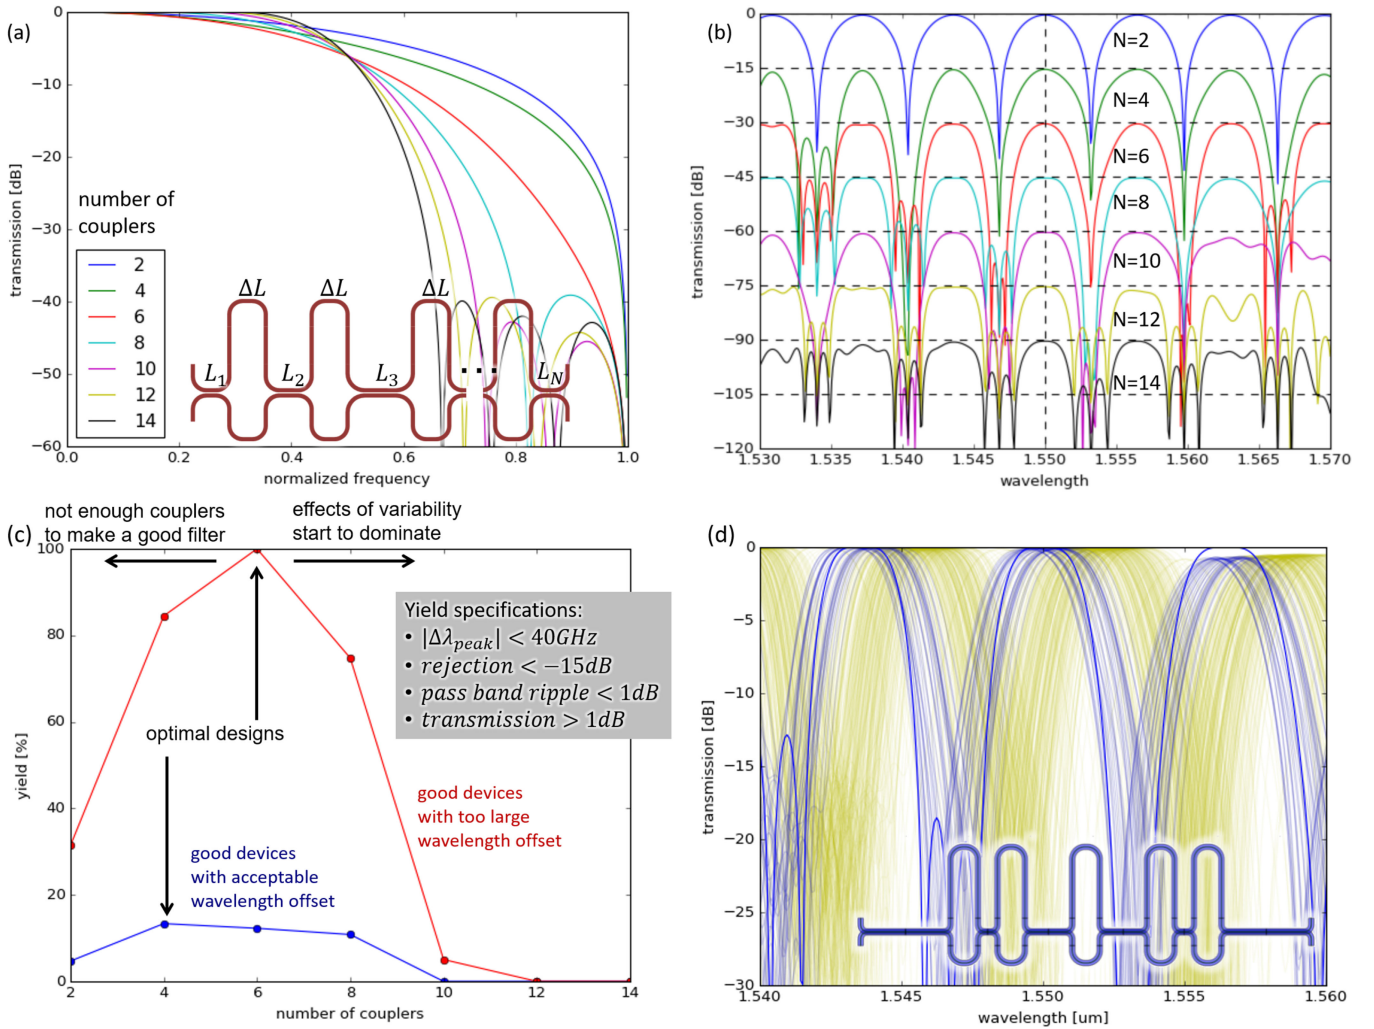 (a)
0
−10
−20
−30
−40
−50
−60
transmission [dB]
number of
couplers
2
4
6
8
10
12
14
ΔL ΔL ΔL
L1 L2 L3 ... LN
0.0 0.2 0.4 0.6 0.8 1.0
normalized frequency
(b)
0
−15
−30
−45
−60
−75
−90
−105
−120
transmission [dB]
N=2
N=4
N=6
N=8
N=10
N=12
N=14
1.530 1.535 1.540 1.545 1.550 1.555 1.560 1.565 1.570
wavelength
not enough couplers
to make a good filter
effects of variability
start to dominate
(c)
100
80
60
40
20
0
yield [%]
Yield specifications:
• |Δλpeak| < 40GHz
• rejection < −15dB
• pass band ripple < 1dB
• transmission > 1dB
optimal designs
good devices
with too large
wavelength offset
good devices
with acceptable
wavelength offset
2 4 6 8 10 12 14
number of couplers
(d)
0
−5
−10
−15
−20
−25
−30
transmission [dB]
1.540 1.545 1.550 1.555 1.560
wavelength [um]